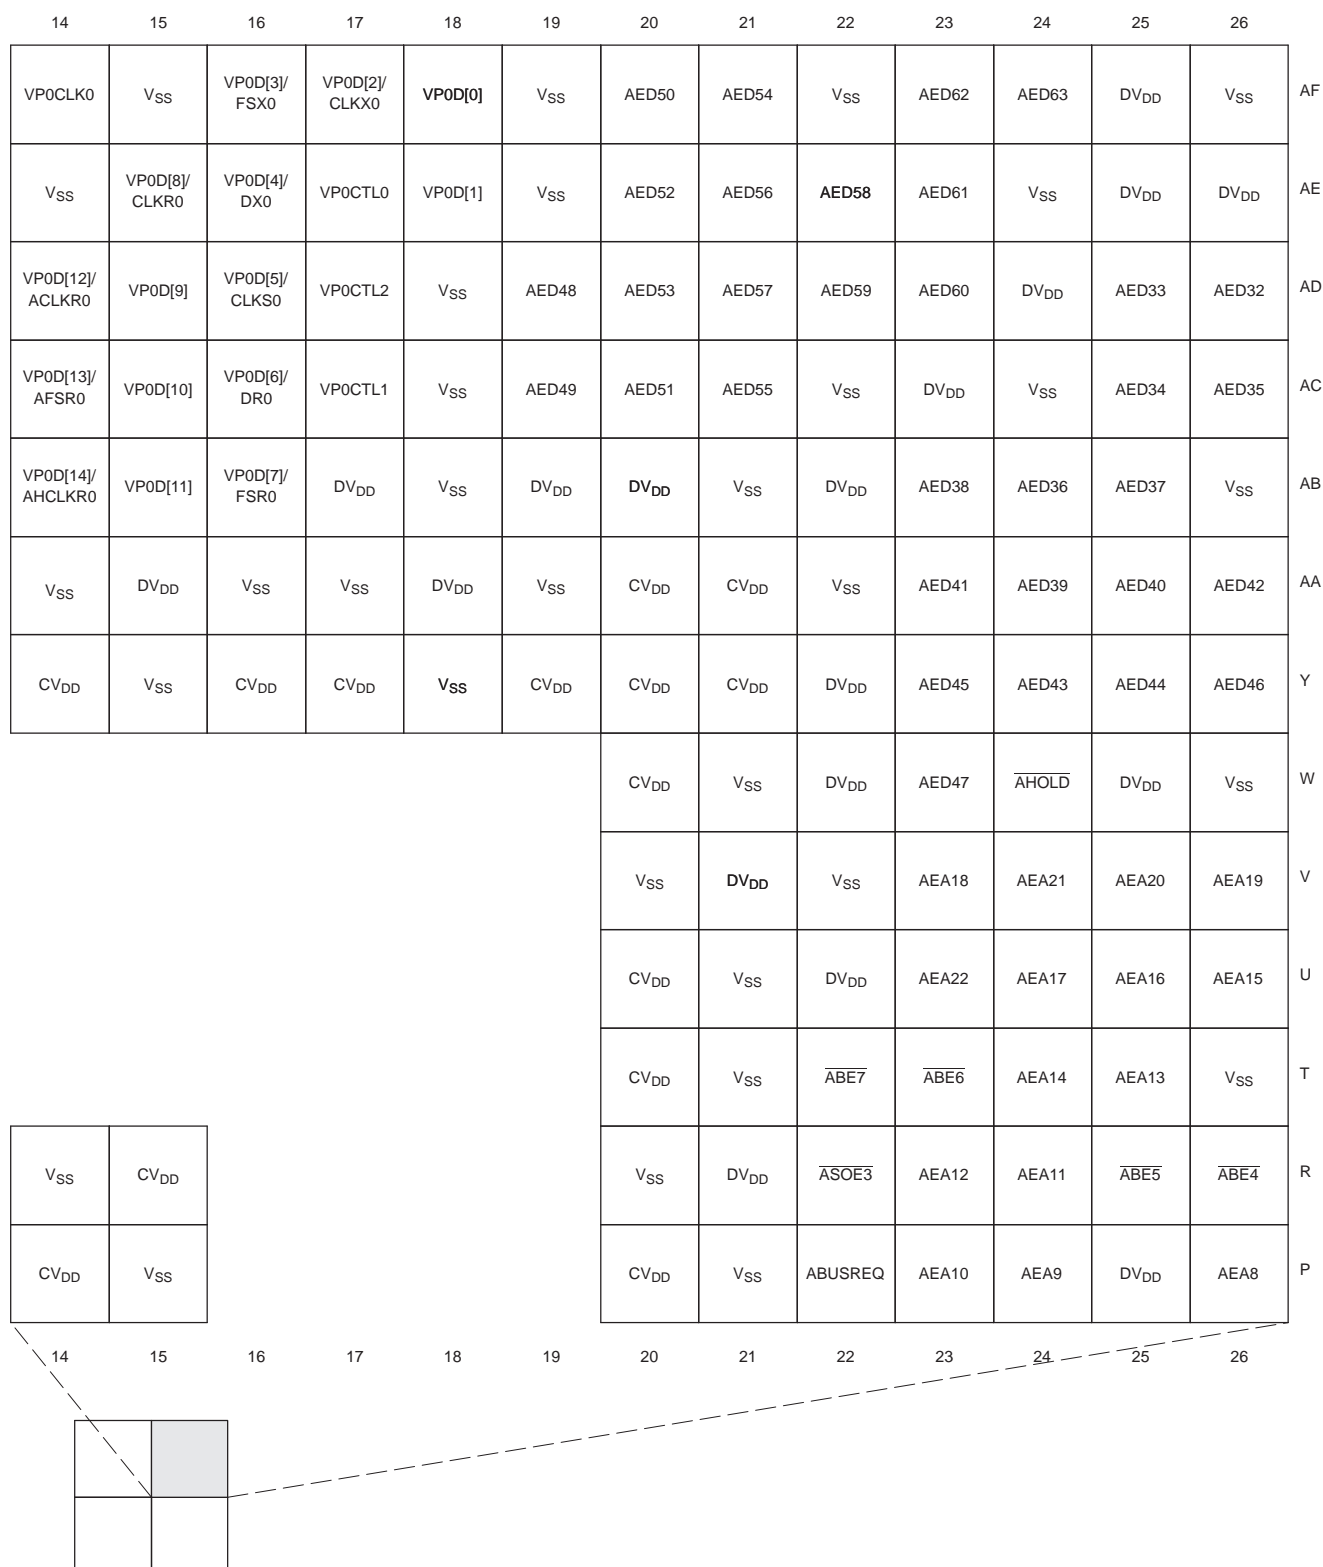 14 15 16 17 18 19 20 21 22 23 24 25 26
VP0CLK0 VSS VP0D[3]/ FSX0 VP0D[2]/ CLKX0 VP0D[0] VSS AED50 AED54 VSS AED62 AED63 DVDD VSS AF
VSS VP0D[8]/ CLKR0 VP0D[4]/ DX0 VP0CTL0 VP0D[1] VSS AED52 AED56 AED58 AED61 VSS DVDD DVDD AE
VP0D[12]/ ACLKR0 VP0D[9] VP0D[5]/ CLKS0 VP0CTL2 VSS AED48 AED53 AED57 AED59 AED60 DVDD AED33 AED32 AD
VP0D[13]/ AFSR0 VP0D[10] VP0D[6]/ DR0 VP0CTL1 VSS AED49 AED51 AED55 VSS DVDD VSS AED34 AED35 AC
VP0D[14]/ AHCLKR0 VP0D[11] VP0D[7]/ FSR0 DVDD VSS DVDD DVDD VSS DVDD AED38 AED36 AED37 VSS AB
VSS DVDD VSS VSS DVDD VSS CVDD CVDD VSS AED41 AED39 AED40 AED42 AA
CVDD VSS CVDD CVDD VSS CVDD CVDD CVDD DVDD AED45 AED43 AED44 AED46 Y
CVDD VSS DVDD AED47 AHOLD DVDD VSS W
VSS DVDD VSS AEA18 AEA21 AEA20 AEA19 V
CVDD VSS DVDD AEA22 AEA17 AEA16 AEA15 U
CVDD VSS ABE7 ABE6 AEA14 AEA13 VSS T
VSS CVDD VSS DVDD ASOE3 AEA12 AEA11 ABE5 ABE4 R
CVDD VSS CVDD VSS ABUSREQ AEA10 AEA9 DVDD AEA8 P
14 15 16 17 18 19 20 21 22 23 24 25 26